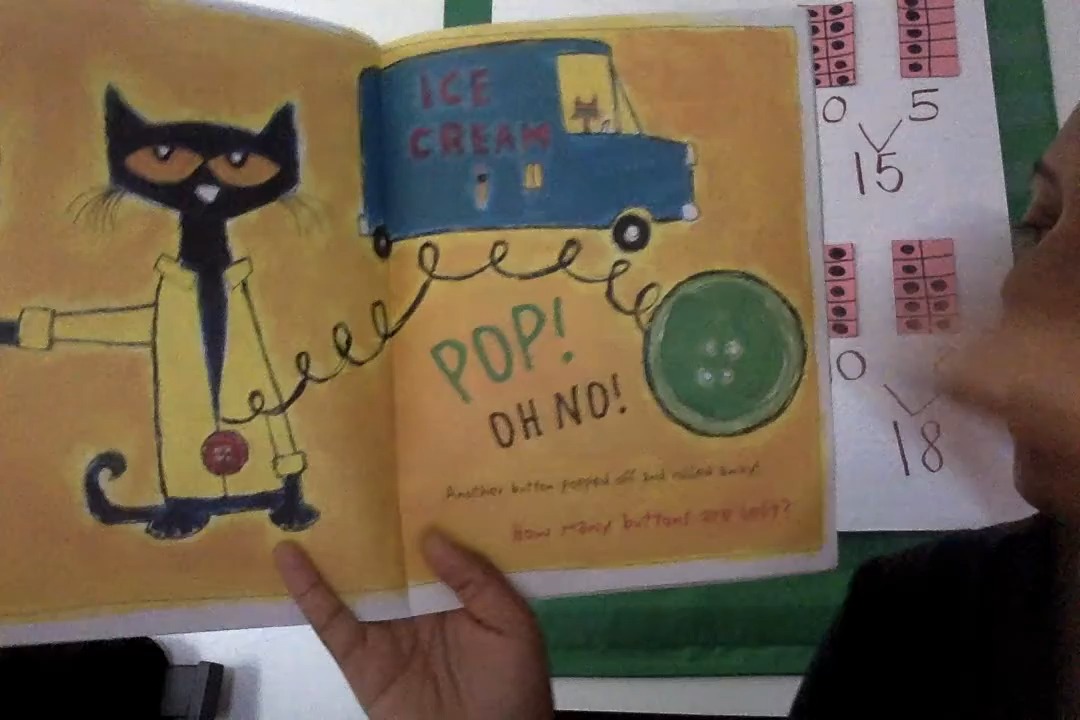 ICE
CREAM
POP!
OH NO!
Another button popped off and rolled away!
How many buttons are left?
0 5
15
0
18